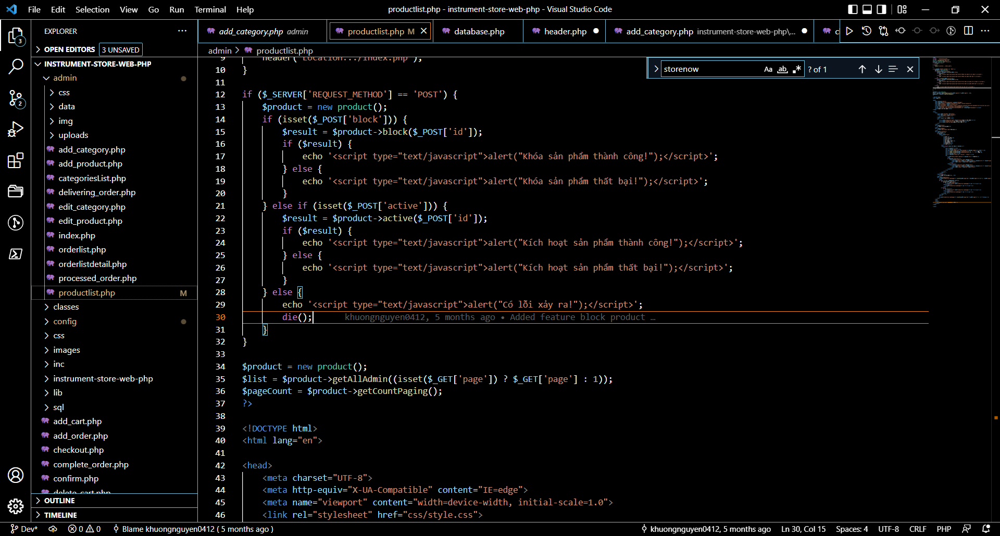 File Edit Selection View Go Run Terminal Help
productlist.php - instrument-store-web-php - Visual Studio Code
EXPLORER
OPEN EDITORS 3 UNSAVED
INSTRUMENT-STORE-WEB-PHP
admin
css
data
img
uploads
add_category.php
add_product.php
categoriesList.php
delivering_order.php
edit_category.php
edit_product.php
index.php
orderlist.php
orderlistdetail.php
processed_order.php
productlist.php M
classes
config
css
images
inc
instrument-store-web-php
lib
sql
add_cart.php
add_order.php
checkout.php
complete_order.php
confirm.php
delete_cart.php
OUTLINE
TIMELINE
3
2
add_category.php admin
productlist.php M
database.php
header.php
add_category.php instrument-store-web-php\...
c
admin > productlist.php
storenow Aa ab .* ? of 1
9 header("Location:../index.php");
10 }
11
12 if ($_SERVER['REQUEST_METHOD'] == 'POST') {
13 $product = new product();
14 if (isset($_POST['block'])) {
15 $result = $product->block($_POST['id']);
16 if ($result) {
17 echo '<script type="text/javascript">alert("Khóa sản phẩm thành công!");</script>';
18 } else {
19 echo '<script type="text/javascript">alert("Khóa sản phẩm thất bại!");</script>';
20 }
21 } else if (isset($_POST['active'])) {
22 $result = $product->active($_POST['id']);
23 if ($result) {
24 echo '<script type="text/javascript">alert("Kích hoạt sản phẩm thành công!");</script>';
25 } else {
26 echo '<script type="text/javascript">alert("Kích hoạt sản phẩm thất bại!");</script>';
27 }
28 } else {
29 echo '<script type="text/javascript">alert("Có lỗi xảy ra!");</script>';
30 die(); khuongnguyen0412, 5 months ago • Added feature block product …
31 }
32 }
33
34 $product = new product();
35 $list = $product->getAllAdmin((isset($_GET['page']) ? $_GET['page'] : 1));
36 $pageCount = $product->getCountPaging();
37 ?>
38
39 <!DOCTYPE html>
40 <html lang="en">
41
42 <head>
43 <meta charset="UTF-8">
44 <meta http-equiv="X-UA-Compatible" content="IE=edge">
45 <meta name="viewport" content="width=device-width, initial-scale=1.0">
46 <link rel="stylesheet" href="css/style.css">
Dev* 0 0 Blame khuongnguyen0412 ( 5 months ago ) khuongnguyen0412, 5 months ago Ln 30, Col 15 Spaces: 4 UTF-8 CRLF PHP